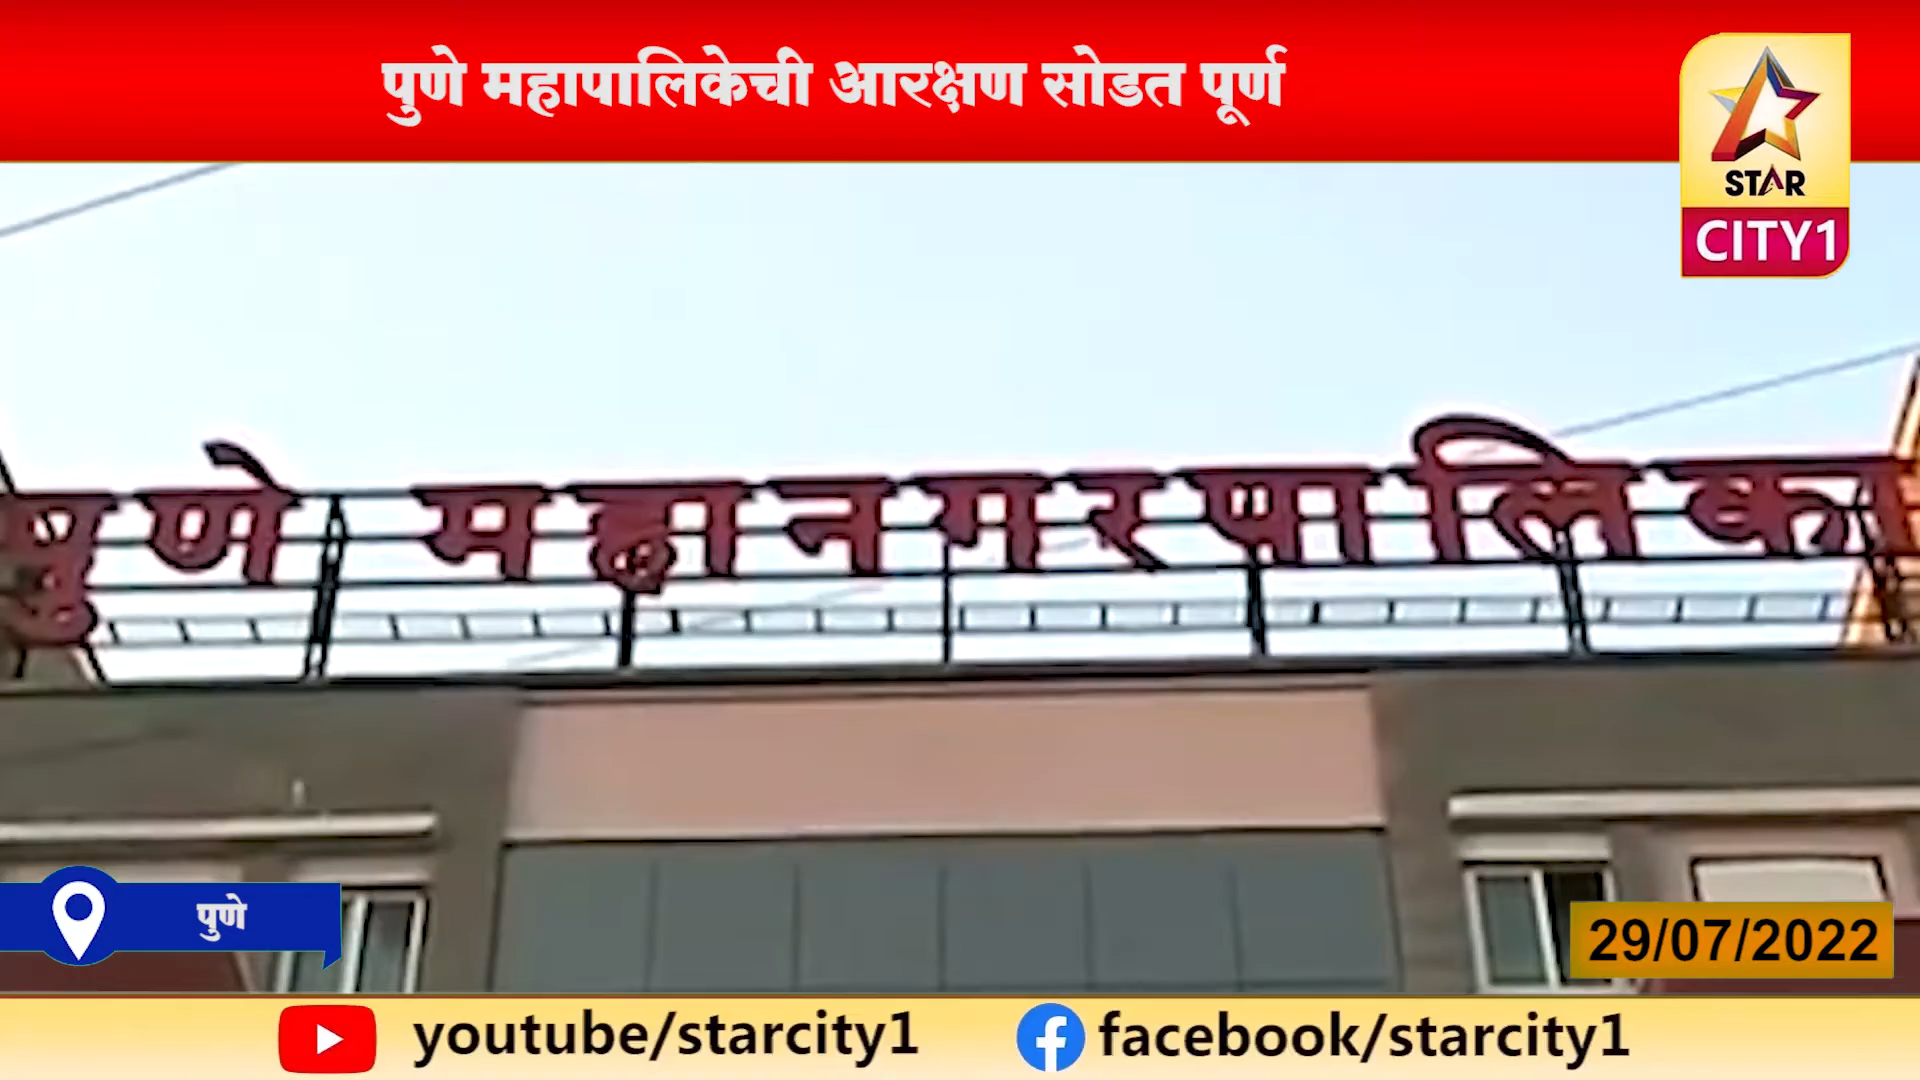 पुणे महापालिकेची आरक्षण सोडत पूर्ण
STAR
CITY1
पुणे महानगरपालिका
पुणे
29/07/2022
youtube/starcity1
facebook/starcity1